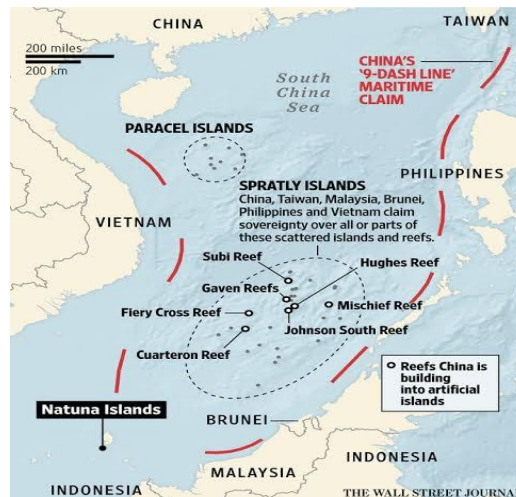 CHINA
TAIWAN
200 miles
200 km
CHINA'S
'9-DASH LINE'
MARITIME
CLAIM
South
China
Sea
PARACEL ISLANDS
PHILIPPINES
SPRATLY ISLANDS
China, Taiwan, Malaysia, Brunei,
Philippines and Vietnam claim
sovereignty over all or parts of
these scattered islands and reefs.
VIETNAM
Subi Reef
Hughes Reef
Gaven Reefs
Mischief Reef
Fiery Cross Reef
Johnson South Reef
Cuarteron Reef
Reefs China is
building
into artificial
islands
Natuna Islands
BRUNEI
MALAYSIA
INDONESIA
INDONESIA
THE WALL STREET JOURNAL